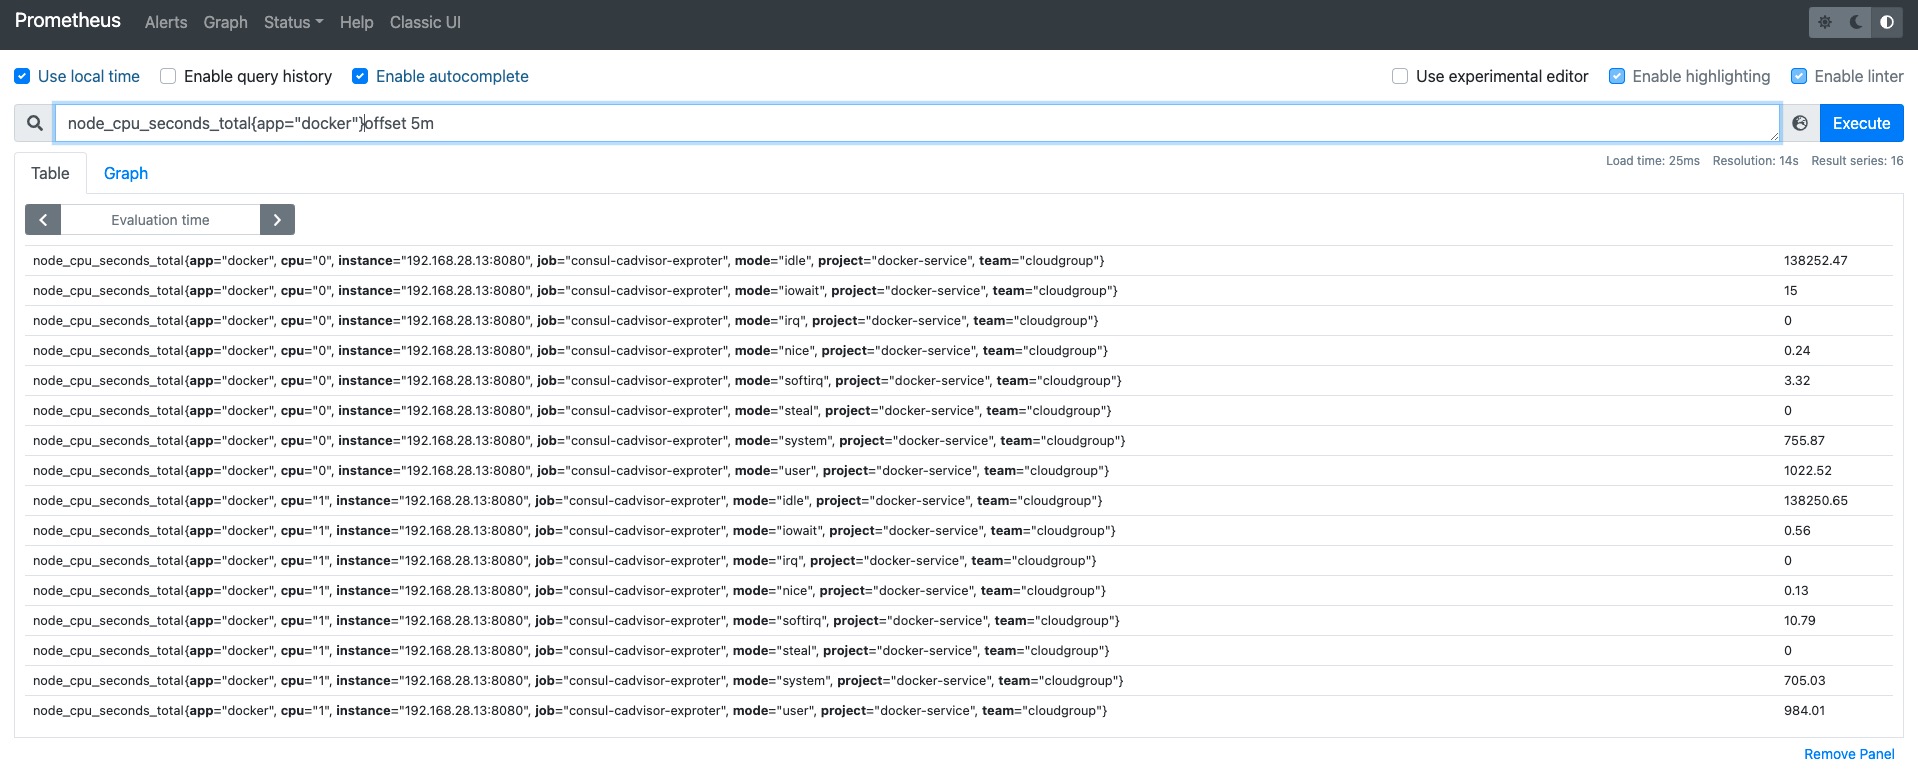 Prometheus Alerts Graph Status Help Classic UI
Use local time Enable query history Enable autocomplete Use experimental editor Enable highlighting Enable linter
node_cpu_seconds_total{app="docker"}offset 5m Execute
Load time: 25ms Resolution: 14s Result series: 16
Table Graph
Evaluation time
node_cpu_seconds_total{app="docker", cpu="0", instance="192.168.28.13:8080", job="consul-cadvisor-exproter", mode="idle", project="docker-service", team="cloudgroup"} 138252.47
node_cpu_seconds_total{app="docker", cpu="0", instance="192.168.28.13:8080", job="consul-cadvisor-exproter", mode="iowait", project="docker-service", team="cloudgroup"} 15
node_cpu_seconds_total{app="docker", cpu="0", instance="192.168.28.13:8080", job="consul-cadvisor-exproter", mode="irq", project="docker-service", team="cloudgroup"} 0
node_cpu_seconds_total{app="docker", cpu="0", instance="192.168.28.13:8080", job="consul-cadvisor-exproter", mode="nice", project="docker-service", team="cloudgroup"} 0.24
node_cpu_seconds_total{app="docker", cpu="0", instance="192.168.28.13:8080", job="consul-cadvisor-exproter", mode="softirq", project="docker-service", team="cloudgroup"} 3.32
node_cpu_seconds_total{app="docker", cpu="0", instance="192.168.28.13:8080", job="consul-cadvisor-exproter", mode="steal", project="docker-service", team="cloudgroup"} 0
node_cpu_seconds_total{app="docker", cpu="0", instance="192.168.28.13:8080", job="consul-cadvisor-exproter", mode="system", project="docker-service", team="cloudgroup"} 755.87
node_cpu_seconds_total{app="docker", cpu="0", instance="192.168.28.13:8080", job="consul-cadvisor-exproter", mode="user", project="docker-service", team="cloudgroup"} 1022.52
node_cpu_seconds_total{app="docker", cpu="1", instance="192.168.28.13:8080", job="consul-cadvisor-exproter", mode="idle", project="docker-service", team="cloudgroup"} 138250.65
node_cpu_seconds_total{app="docker", cpu="1", instance="192.168.28.13:8080", job="consul-cadvisor-exproter", mode="iowait", project="docker-service", team="cloudgroup"} 0.56
node_cpu_seconds_total{app="docker", cpu="1", instance="192.168.28.13:8080", job="consul-cadvisor-exproter", mode="irq", project="docker-service", team="cloudgroup"} 0
node_cpu_seconds_total{app="docker", cpu="1", instance="192.168.28.13:8080", job="consul-cadvisor-exproter", mode="nice", project="docker-service", team="cloudgroup"} 0.13
node_cpu_seconds_total{app="docker", cpu="1", instance="192.168.28.13:8080", job="consul-cadvisor-exproter", mode="softirq", project="docker-service", team="cloudgroup"} 10.79
node_cpu_seconds_total{app="docker", cpu="1", instance="192.168.28.13:8080", job="consul-cadvisor-exproter", mode="steal", project="docker-service", team="cloudgroup"} 0
node_cpu_seconds_total{app="docker", cpu="1", instance="192.168.28.13:8080", job="consul-cadvisor-exproter", mode="system", project="docker-service", team="cloudgroup"} 705.03
node_cpu_seconds_total{app="docker", cpu="1", instance="192.168.28.13:8080", job="consul-cadvisor-exproter", mode="user", project="docker-service", team="cloudgroup"} 984.01
Remove Panel